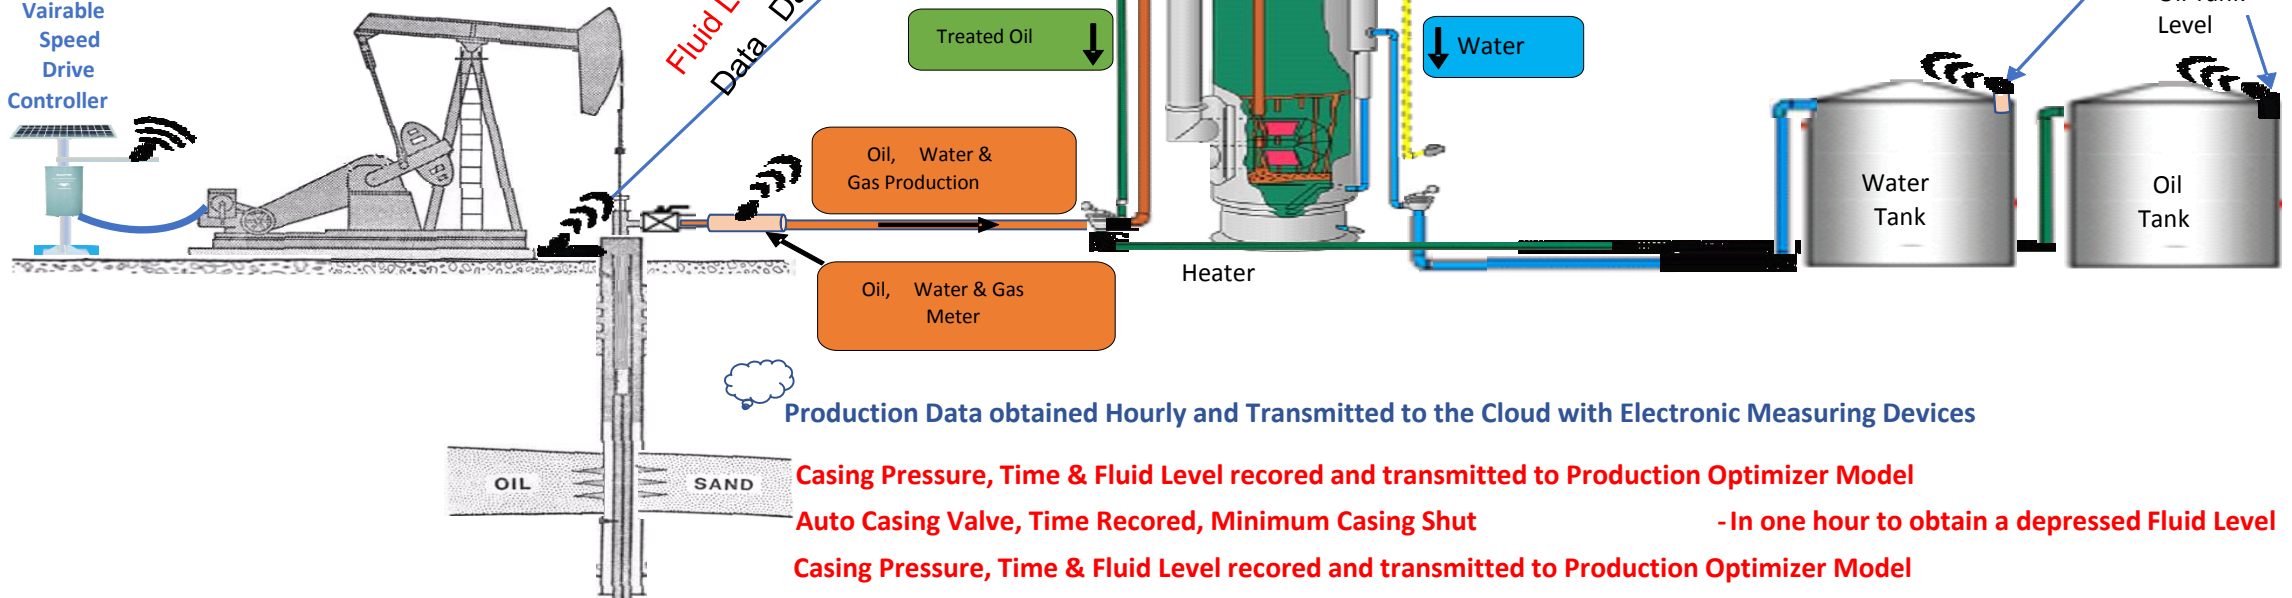 Vairable
Speed
Drive
Controller
Fluid L
Da
Data
Treated Oil
Water
Level
Oil, Water &
Gas Production
Water
Tank
Oil
Tank
Heater
Oil, Water & Gas
Meter
Production Data obtained Hourly and Transmitted to the Cloud with Electronic Measuring Devices
OIL SAND
Casing Pressure, Time & Fluid Level recored and transmitted to Production Optimizer Model
Auto Casing Valve, Time Recored, Minimum Casing Shut - In one hour to obtain a depressed Fluid Level
Casing Pressure, Time & Fluid Level recored and transmitted to Production Optimizer Model